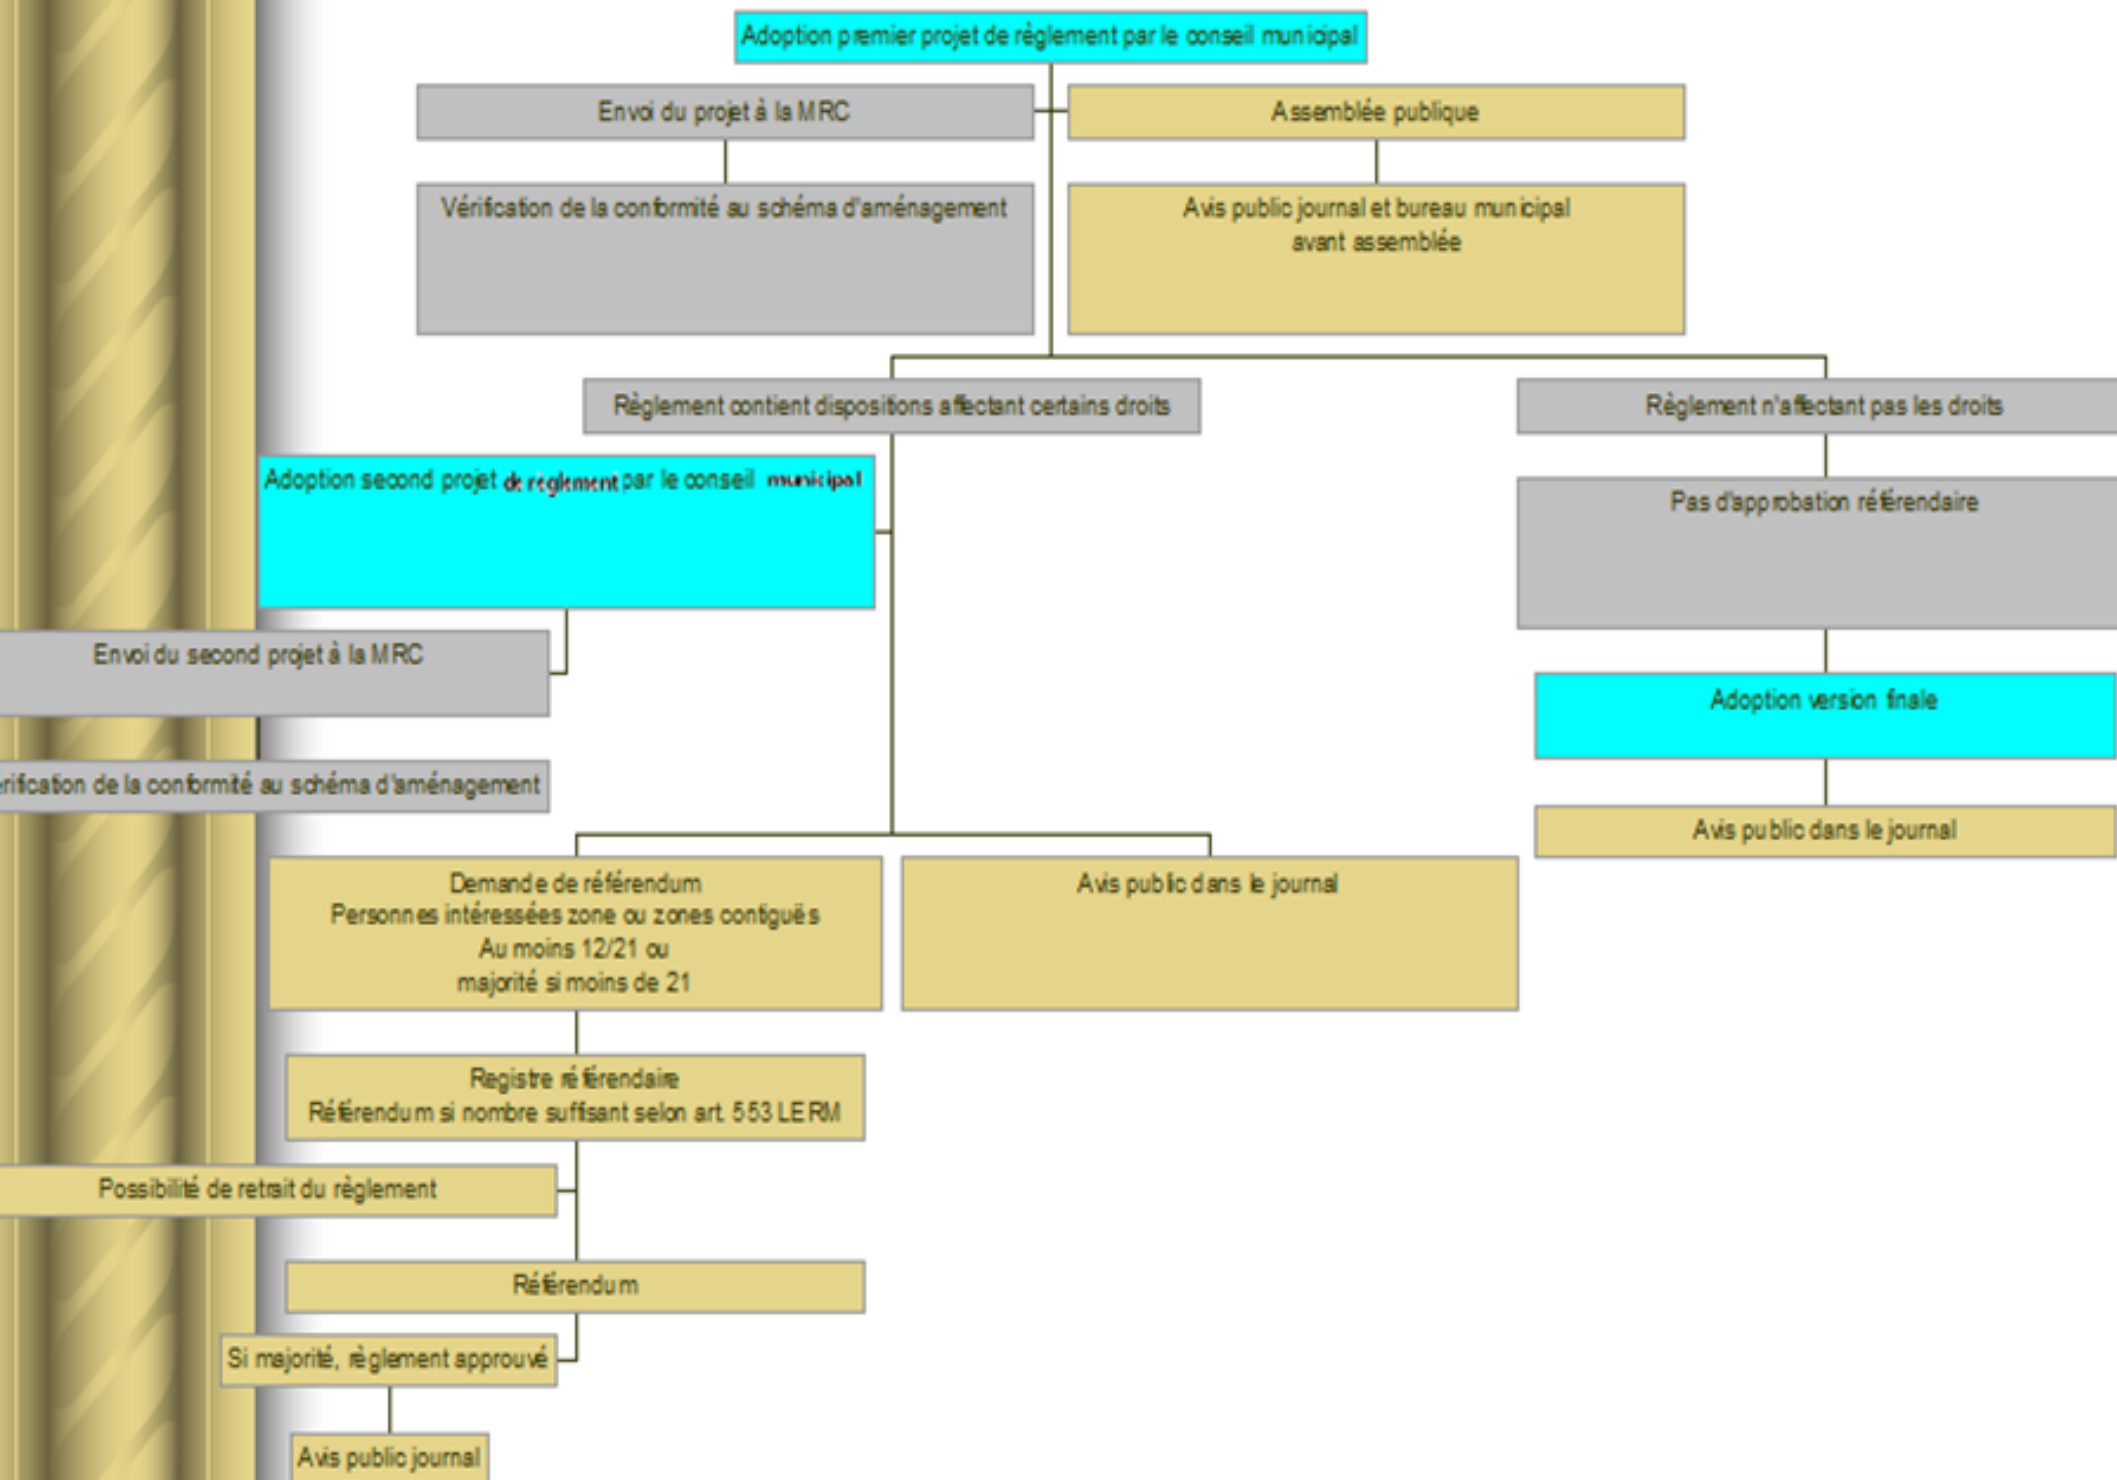 Adoption premier projet de règlement par le conseil municipal
Envoi du projet à la MRC
Assemblée publique
Vérification de la conformité au schéma d'aménagement
Avis public journal et bureau municipal
avant assemblée
Règlement contient dispositions affectant certains droits
Règlement n'affectant pas les droits
Adoption second projet de règlement par le conseil municipal
Pas d'approbation référendaire
Envoi du second projet à la MRC
Adoption version finale
érification de la conformité au schéma d'aménagement
Avis public dans le journal
Demande de référendum
Personnes intéressées zone ou zones contiguës
Au moins 12/21 ou
majorité si moins de 21
Avis public dans le journal
Registre référendaire
Référendum si nombre suffisant selon art. 553 LERM
Possibilité de retrait du règlement
Référendum
Si majorité, règlement approuvé
Avis public journal